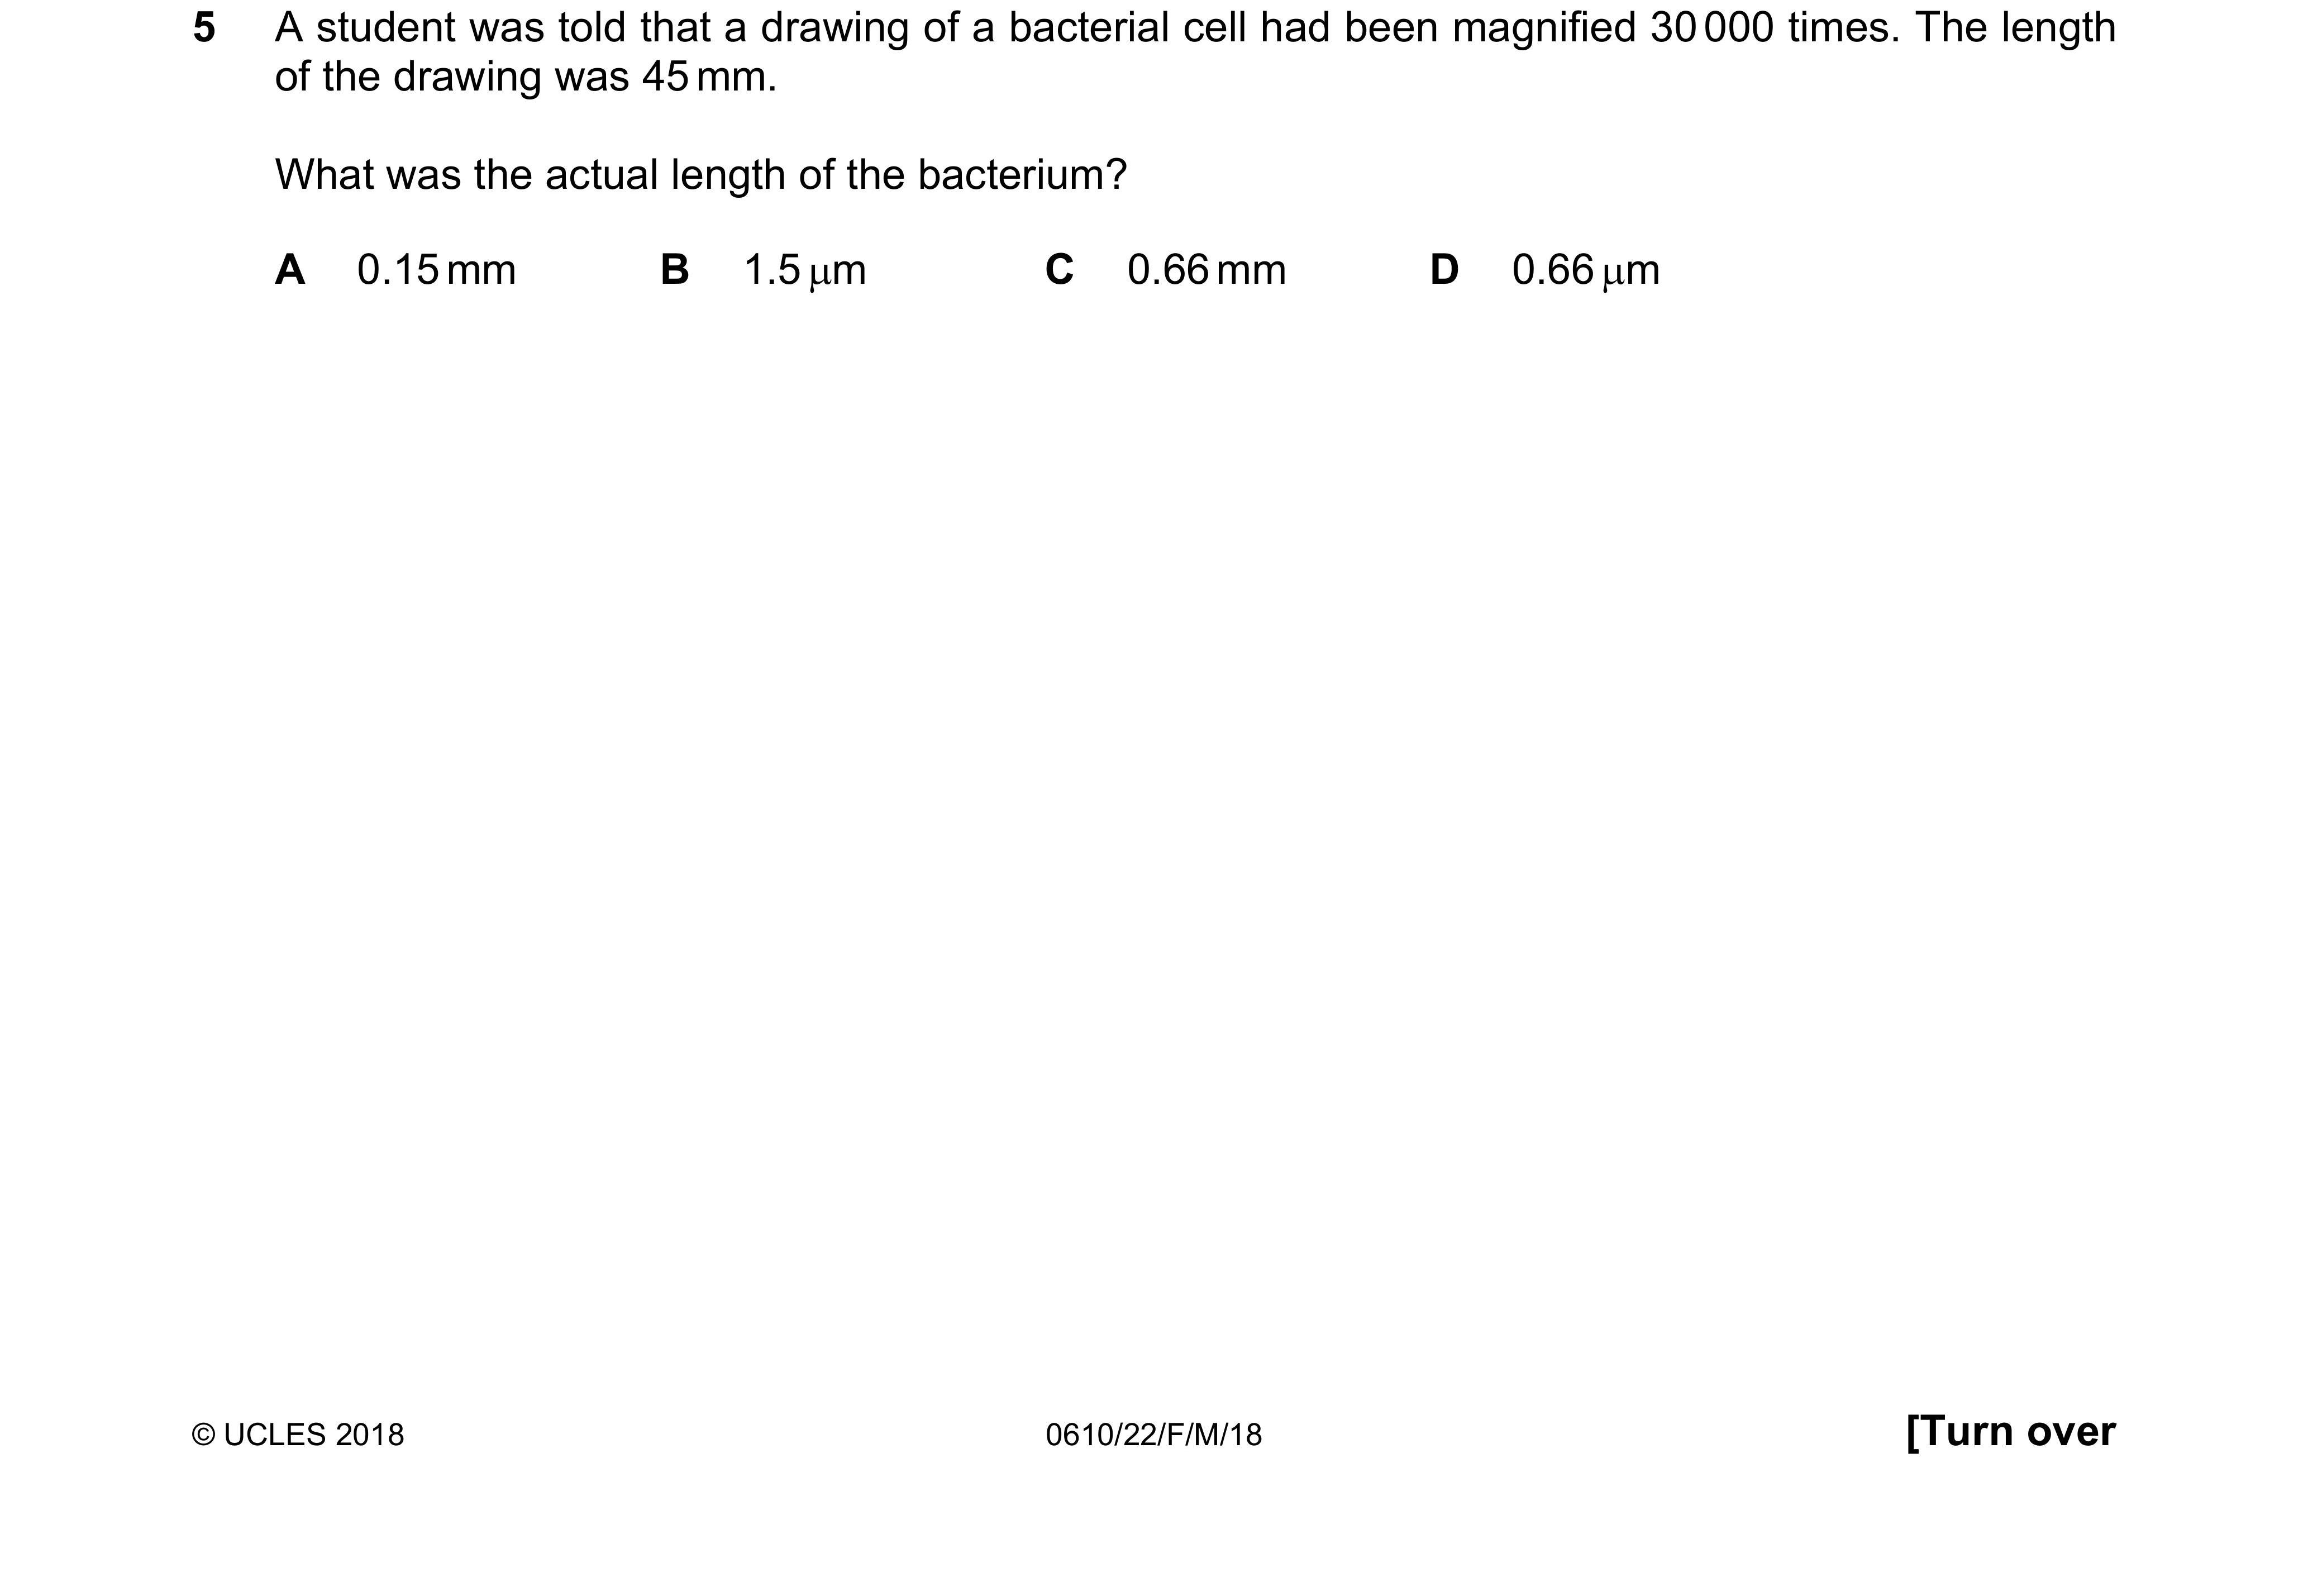 5 A student was told that a drawing of a bacterial cell had been magnified 30 000 times. The length
of the drawing was 45 mm.
What was the actual length of the bacterium?
A 0.15 mm B 1.5 μm C 0.66 mm D 0.66 μm
© UCLES 2018 0610/22/F/M/18 [Turn over